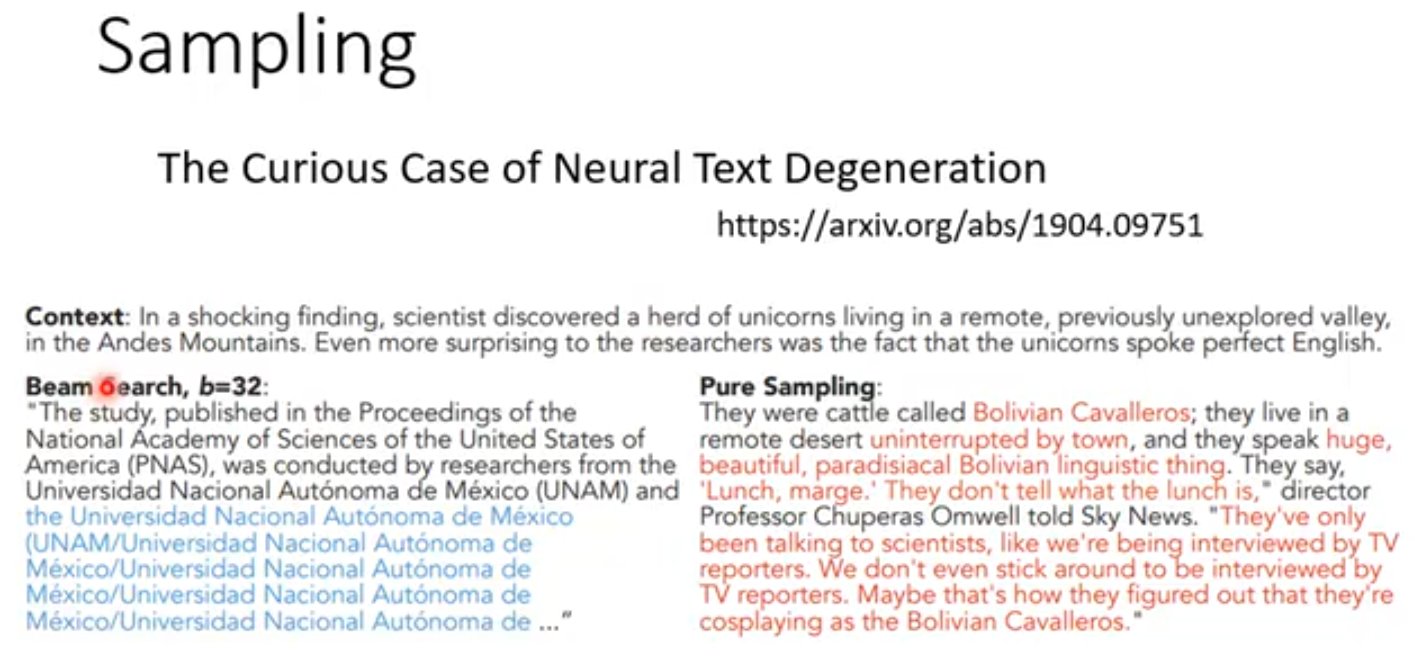 Sampling
The Curious Case of Neural Text Degeneration
https://arxiv.org/abs/1904.09751
Context: In a shocking finding, scientist discovered a herd of unicorns living in a remote, previously unexplored valley,
in the Andes Mountains. Even more surprising to the researchers was the fact that the unicorns spoke perfect English.
Beam Search, b=32:
"The study, published in the Proceedings of the
National Academy of Sciences of the United States of
America (PNAS), was conducted by researchers from the
Universidad Nacional Autónoma de México (UNAM) and
the Universidad Nacional Autónoma de México
(UNAM/Universidad Nacional Autónoma de
México/Universidad Nacional Autónoma de
México/Universidad Nacional Autónoma de
México/Universidad Nacional Autónoma de ..."
Pure Sampling:
They were cattle called Bolivian Cavalleros; they live in a
remote desert uninterrupted by town, and they speak huge,
beautiful, paradisiacal Bolivian linguistic thing. They say,
'Lunch, marge.' They don't tell what the lunch is," director
Professor Chuperas Omwell told Sky News. "They've only
been talking to scientists, like we're being interviewed by TV
reporters. We don't even stick around to be interviewed by
TV reporters. Maybe that's how they figured out that they're
cosplaying as the Bolivian Cavalleros."